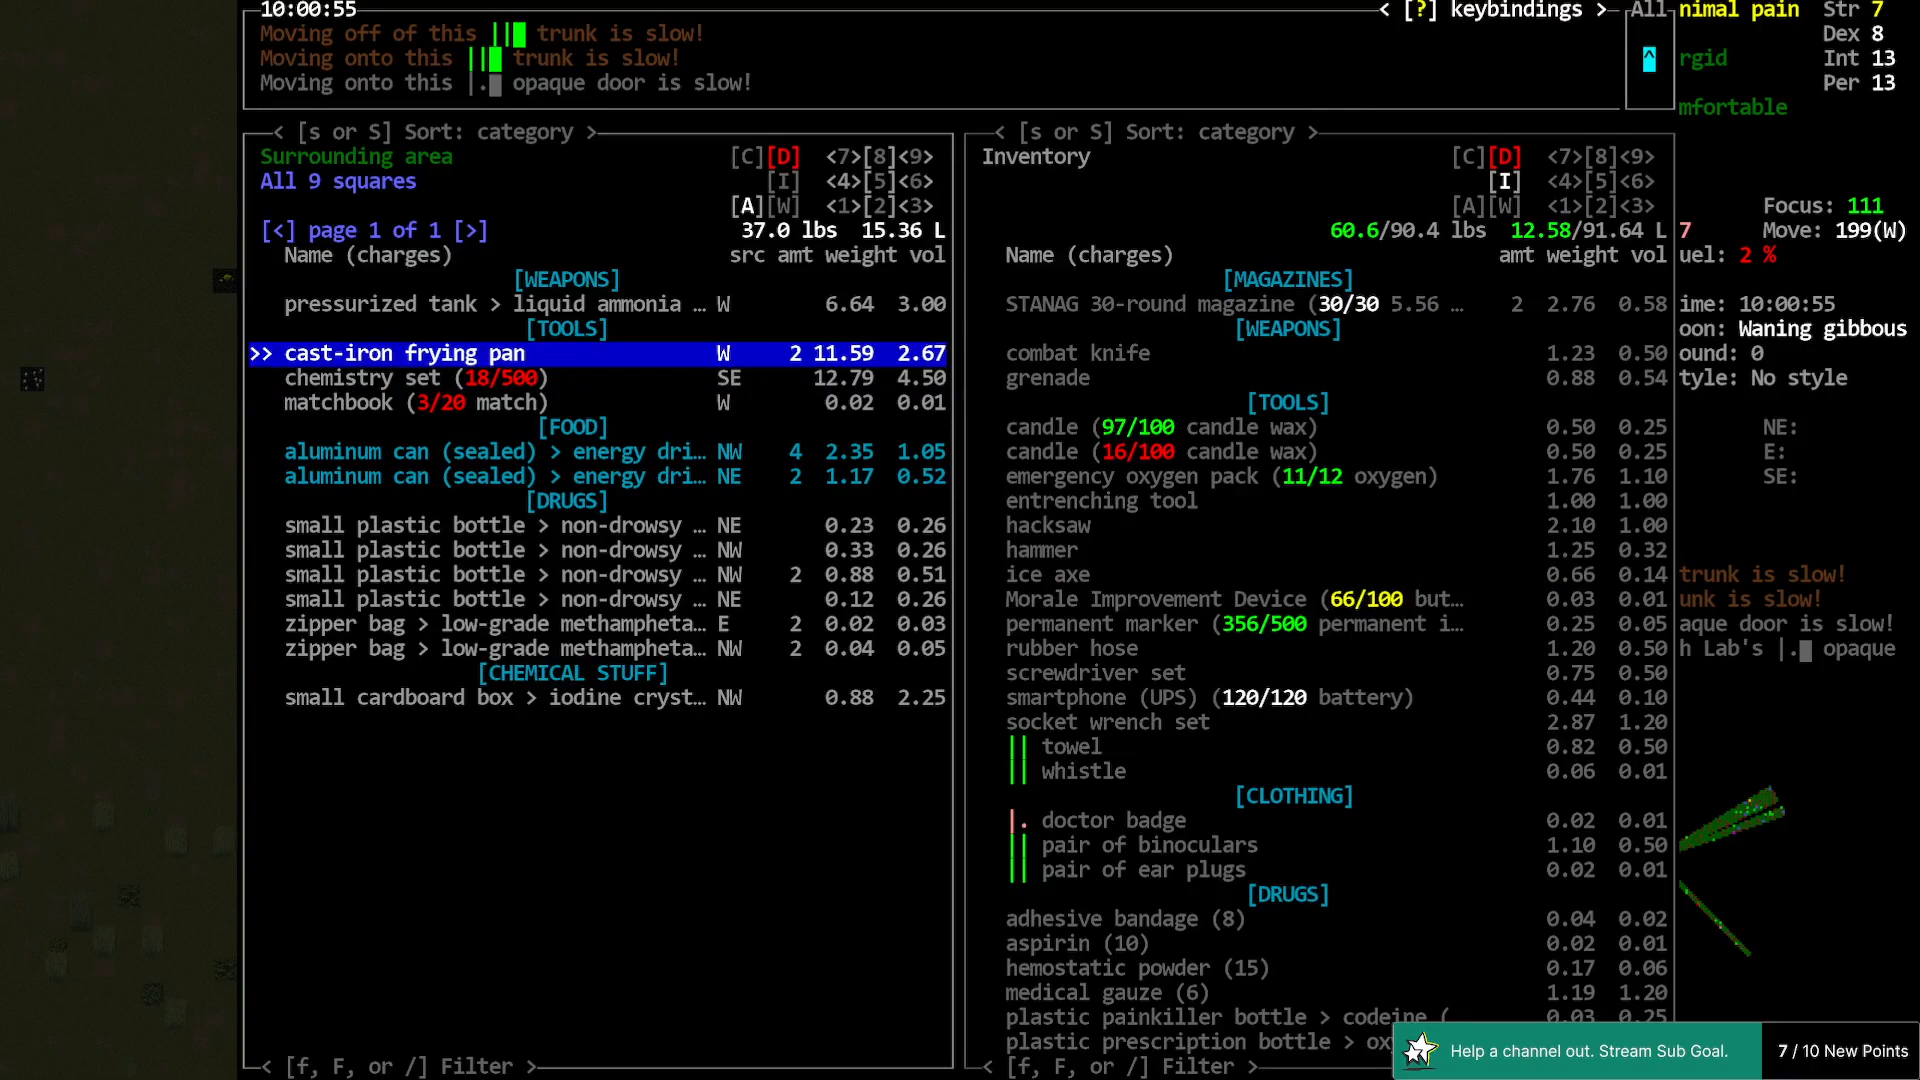 10:00:55
< [?] keybindings >
All
nimal pain
Str 7
Moving off of this ||█ trunk is slow!
Dex 8
Moving onto this ||█ trunk is slow!
^
rgid
Int 13
Moving onto this |.█ opaque door is slow!
Per 13
mfortable
< [s or S] Sort: category >
Surrounding area
[C][D] <7>[8]<9>
All 9 squares
[I] <4>[5]<6>
[A][W] <1>[2]<3>
[<] page 1 of 1 [>]
37.0 lbs 15.36 L
Name (charges) src amt weight vol
[WEAPONS]
pressurized tank > liquid ammonia … W 6.64 3.00
[TOOLS]
>> cast-iron frying pan W 2 11.59 2.67
chemistry set (18/500) SE 12.79 4.50
matchbook (3/20 match) W 0.02 0.01
[FOOD]
aluminum can (sealed) > energy dri… NW 4 2.35 1.05
aluminum can (sealed) > energy dri… NE 2 1.17 0.52
[DRUGS]
small plastic bottle > non-drowsy … NE 0.23 0.26
small plastic bottle > non-drowsy … NW 0.33 0.26
small plastic bottle > non-drowsy … NW 2 0.88 0.51
small plastic bottle > non-drowsy … NE 0.12 0.26
zipper bag > low-grade methampheta… E 2 0.02 0.03
zipper bag > low-grade methampheta… NW 2 0.04 0.05
[CHEMICAL STUFF]
small cardboard box > iodine cryst… NW 0.88 2.25
< [f, F, or /] Filter >
< [s or S] Sort: category >
Inventory
[C][D] <7>[8]<9>
[I] <4>[5]<6>
[A][W] <1>[2]<3>
60.6/90.4 lbs 12.58/91.64 L
Name (charges) amt weight vol
[MAGAZINES]
STANAG 30-round magazine (30/30 5.56 … 2 2.76 0.58
[WEAPONS]
combat knife 1.23 0.50
grenade 0.88 0.54
[TOOLS]
candle (97/100 candle wax) 0.50 0.25
candle (16/100 candle wax) 0.50 0.25
emergency oxygen pack (11/12 oxygen) 1.76 1.10
entrenching tool 1.00 1.00
hacksaw 2.10 1.00
hammer 1.25 0.32
ice axe 0.66 0.14
Morale Improvement Device (66/100 but… 0.03 0.01
permanent marker (356/500 permanent i… 0.25 0.05
rubber hose 1.20 0.50
screwdriver set 0.75 0.50
smartphone (UPS) (120/120 battery) 0.44 0.10
socket wrench set 2.87 1.20
|| towel 0.82 0.50
|| whistle 0.06 0.01
[CLOTHING]
|. doctor badge 0.02 0.01
|| pair of binoculars 1.10 0.50
|| pair of ear plugs 0.02 0.01
[DRUGS]
adhesive bandage (8) 0.04 0.02
aspirin (10) 0.02 0.01
hemostatic powder (15) 0.17 0.06
medical gauze (6) 1.19 1.20
plastic painkiller bottle > codeine ( 0.03 0.25
plastic prescription bottle > ox
< [f, F, or /] Filter >
Focus: 111
7 Move: 199(W)
uel: 2 %
ime: 10:00:55
oon: Waning gibbous
ound: 0
tyle: No style
NE:
E:
SE:
trunk is slow!
unk is slow!
aque door is slow!
h Lab's |.█ opaque
Help a channel out. Stream Sub Goal.
7 / 10 New Points